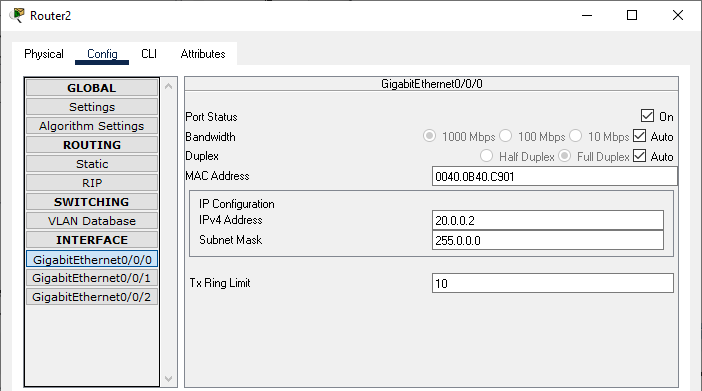 Router2
Physical Config CLI Attributes
GLOBAL
Settings
Algorithm Settings
ROUTING
Static
RIP
SWITCHING
VLAN Database
INTERFACE
GigabitEthernet0/0/0
GigabitEthernet0/0/1
GigabitEthernet0/0/2
GigabitEthernet0/0/0
Port Status On
Bandwidth 1000 Mbps 100 Mbps 10 Mbps Auto
Duplex Half Duplex Full Duplex Auto
MAC Address 0040.0B40.C901
IP Configuration
IPv4 Address 20.0.0.2
Subnet Mask 255.0.0.0
Tx Ring Limit 10